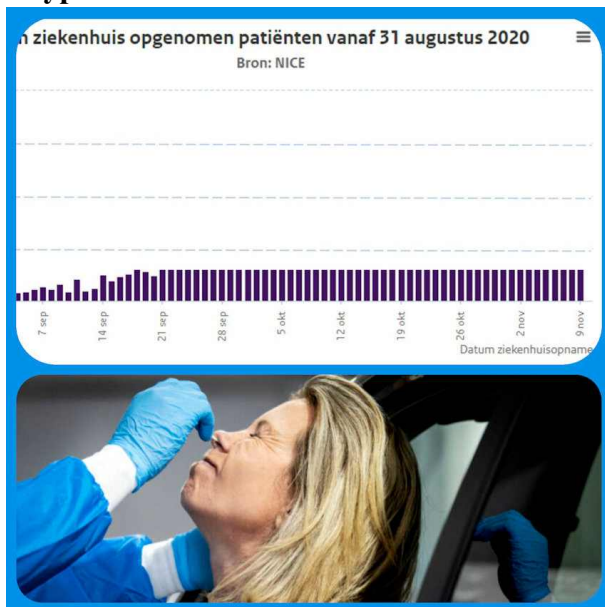 ziekenhuis opgenomen patiënten vanaf 31 augustus 2020
Bron: NICE
7 sep
14 sep
21 sep
28 sep
5 okt
12 okt
19 okt
26 okt
2 nov
9 nov
Datum ziekenhuisopname